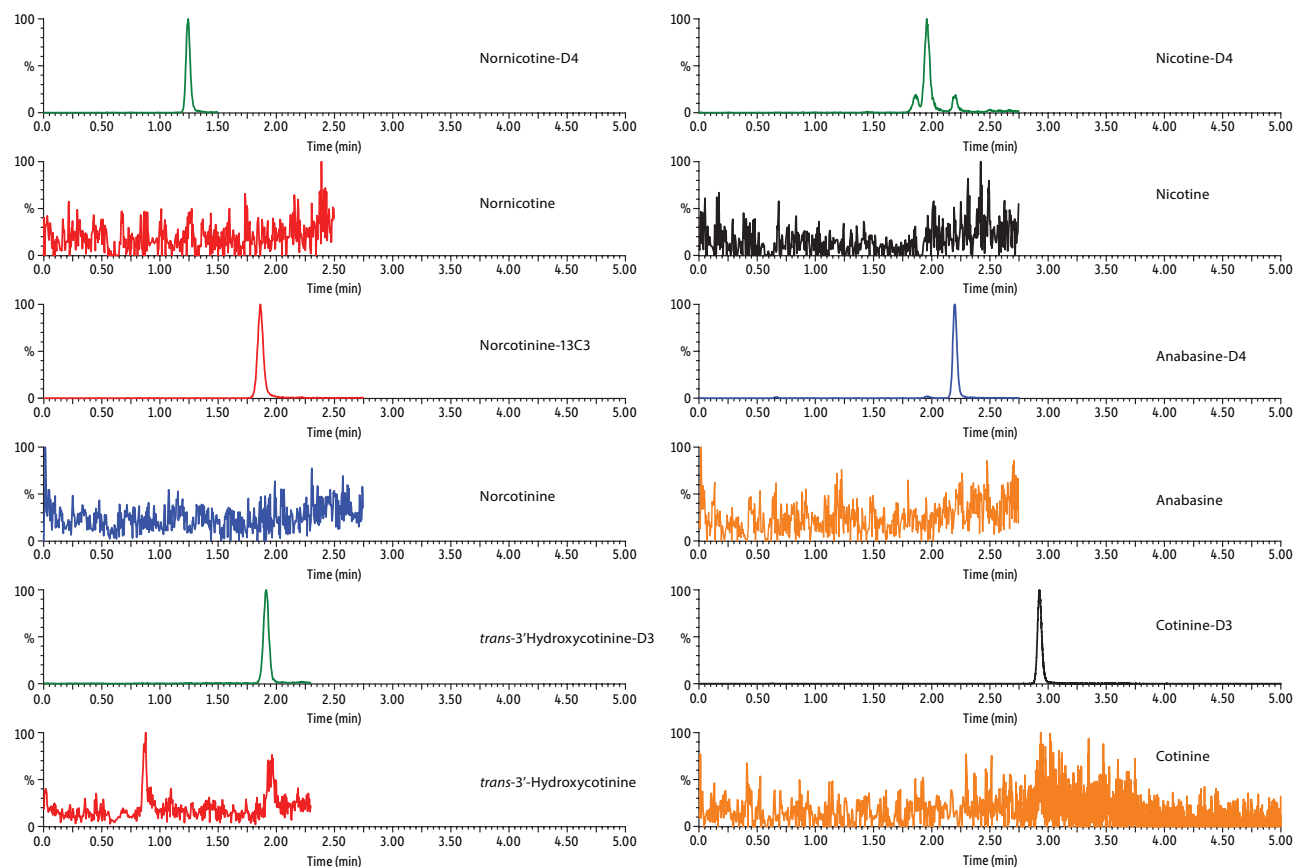 100
%
0
Nornicotine-D4
0.0 0.50 1.00 1.50 2.00 2.50 3.00 3.50 4.00 4.50 5.00
Time (min)
100
%
0
Nornicotine
0.0 0.50 1.00 1.50 2.00 2.50 3.00 3.50 4.00 4.50 5.00
Time (min)
100
%
0
Norcotinine-13C3
0.0 0.50 1.00 1.50 2.00 2.50 3.00 3.50 4.00 4.50 5.00
Time (min)
100
%
0
Norcotinine
0.0 0.50 1.00 1.50 2.00 2.50 3.00 3.50 4.00 4.50 5.00
Time (min)
100
%
0
trans-3'Hydroxycotinine-D3
0.0 0.50 1.00 1.50 2.00 2.50 3.00 3.50 4.00 4.50 5.00
Time (min)
100
%
0
trans-3'-Hydroxycotinine
0.0 0.50 1.00 1.50 2.00 2.50 3.00 3.50 4.00 4.50 5.00
Time (min)
100
%
0
Nicotine-D4
0.0 0.50 1.00 1.50 2.00 2.50 3.00 3.50 4.00 4.50 5.00
Time (min)
100
%
0
Nicotine
0.0 0.50 1.00 1.50 2.00 2.50 3.00 3.50 4.00 4.50 5.00
Time (min)
100
%
0
Anabasine-D4
0.0 0.50 1.00 1.50 2.00 2.50 3.00 3.50 4.00 4.50 5.00
Time (min)
100
%
0
Anabasine
0.0 0.50 1.00 1.50 2.00 2.50 3.00 3.50 4.00 4.50 5.00
Time (min)
100
%
0
Cotinine-D3
0.0 0.50 1.00 1.50 2.00 2.50 3.00 3.50 4.00 4.50 5.00
Time (min)
100
%
0
Cotinine
0.0 0.50 1.00 1.50 2.00 2.50 3.00 3.50 4.00 4.50 5.00
Time (min)